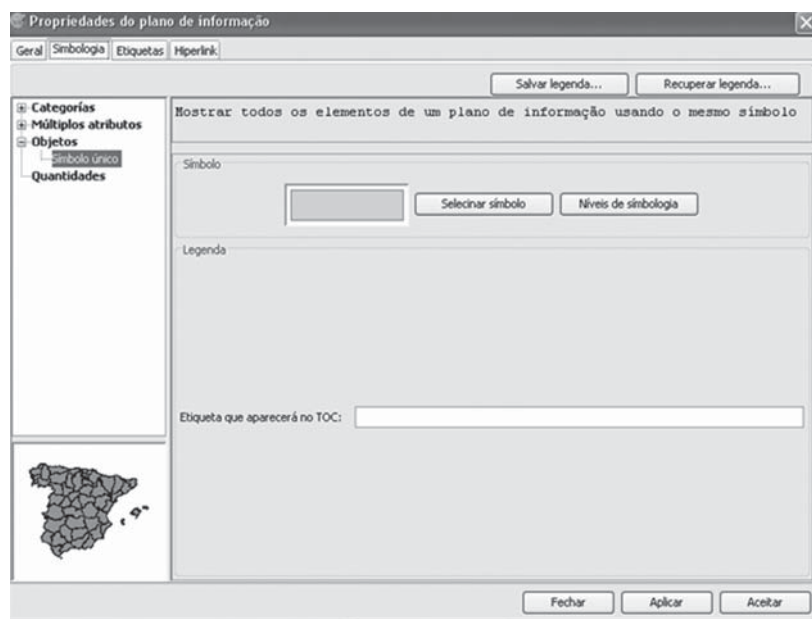 Propriedades do plano de informação
Geral Simbologia Etiquetas Hiperlink
Salvar legenda... Recuperar legenda...
Categorías
Múltiplos atributos
Objetos
Símbolo único
Quantidades
Mostrar todos os elementos de um plano de informação usando o mesmo símbolo
Símbolo
Selecinar símbolo Níveis de símbologia
Legenda
Etiqueta que aparecerá no TOC:
Fechar Aplicar Aceitar